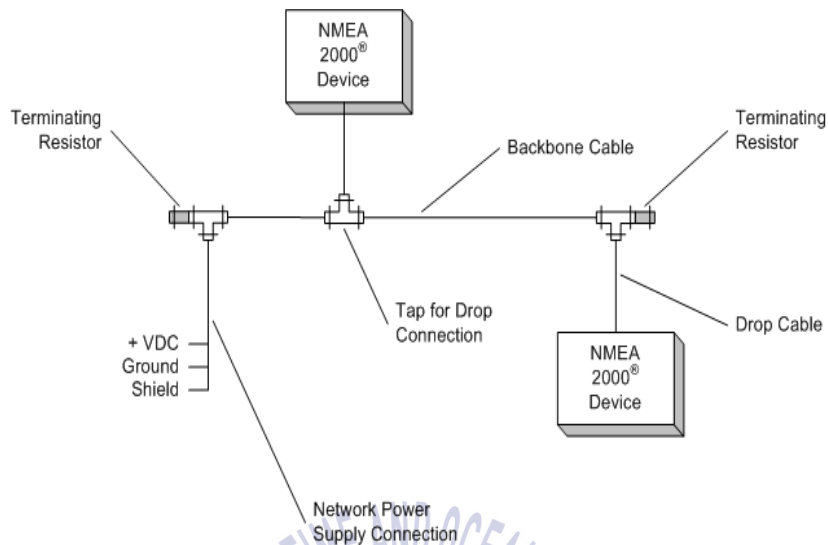 NMEA
2000®
Device
Terminating
Resistor
Backbone Cable
Terminating
Resistor
Tap for Drop
Connection
Drop Cable
+ VDC
Ground
Shield
NMEA
2000®
Device
Network Power
Supply Connection
AND